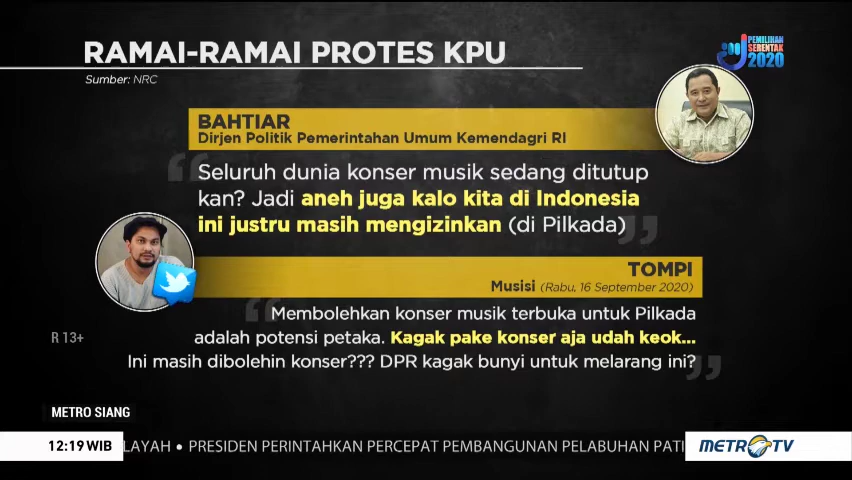 RAMAI-RAMAI PROTES KPU
Sumber: NRC
PEMILIHAN
SERENTAK
2020
BAHTIAR
Dirjen Politik Pemerintahan Umum Kemendagri RI
Seluruh dunia konser musik sedang ditutup
kan? Jadi aneh juga kalo kita di Indonesia
ini justru masih mengizinkan (di Pilkada)
TOMPI
Musisi (Rabu, 16 September 2020)
Membolehkan konser musik terbuka untuk Pilkada
adalah potensi petaka. Kagak pake konser aja udah keok...
Ini masih dibolehin konser??? DPR kagak bunyi untuk melarang ini?
R 13+
METRO SIANG
12:19 WIB
LAYAH • PRESIDEN PERINTAHKAN PERCEPAT PEMBANGUNAN PELABUHAN PATI
METRO TV